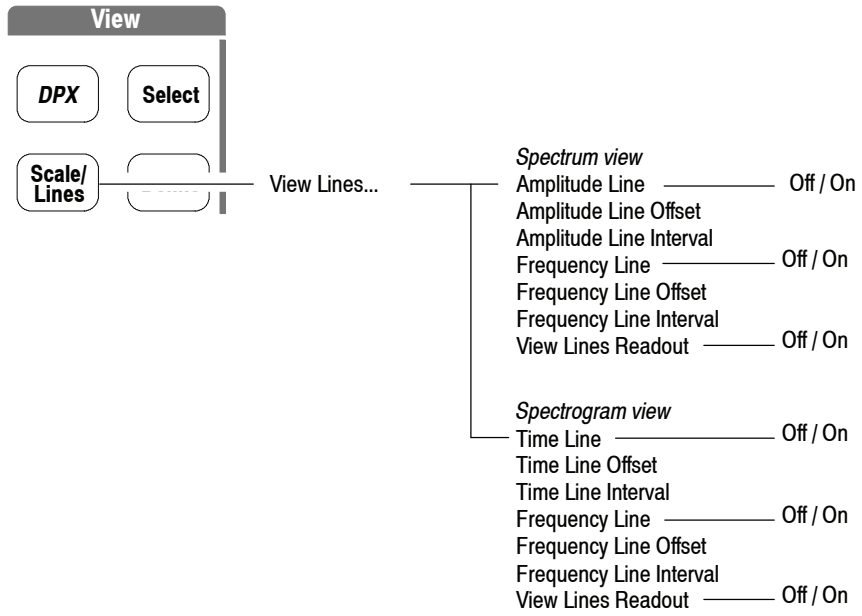 View
DPX
Select
Scale/
Lines
View Lines...
Spectrum view
Amplitude Line
Off / On
Amplitude Line Offset
Amplitude Line Interval
Frequency Line
Off / On
Frequency Line Offset
Frequency Line Interval
View Lines Readout
Off / On
Spectrogram view
Time Line
Off / On
Time Line Offset
Time Line Interval
Frequency Line
Off / On
Frequency Line Offset
Frequency Line Interval
View Lines Readout
Off / On